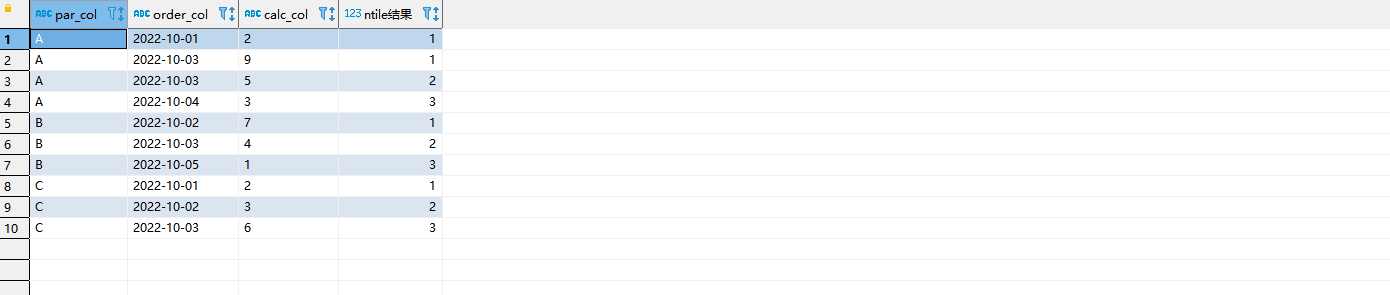 ABC par_col ABC order_col ABC calc_col 123 ntile结果
1 A 2022-10-01 2 1
2 A 2022-10-03 9 1
3 A 2022-10-03 5 2
4 A 2022-10-04 3 3
5 B 2022-10-02 7 1
6 B 2022-10-03 4 2
7 B 2022-10-05 1 3
8 C 2022-10-01 2 1
9 C 2022-10-02 3 2
10 C 2022-10-03 6 3